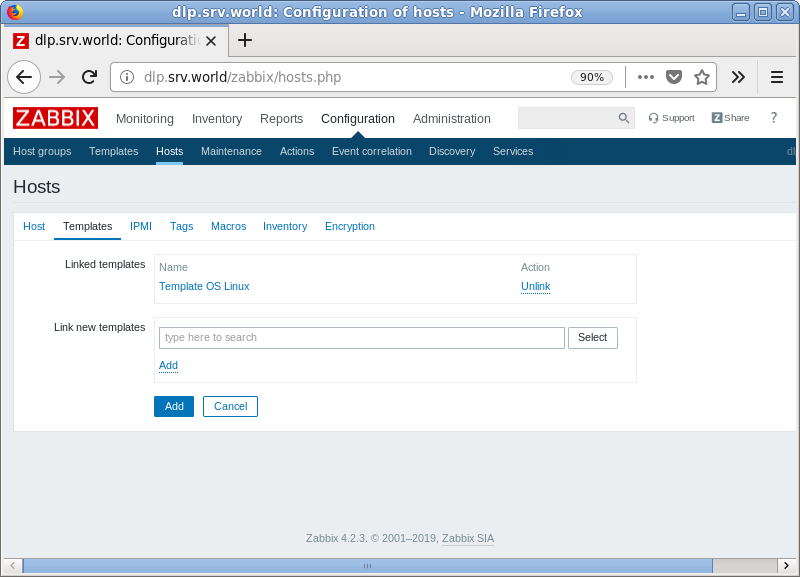 dlp.srv.world: Configuration of hosts - Mozilla Firefox
Z dlp.srv.world: Configurati
dlp.srv.world/zabbix/hosts.php 90%
ZABBIX Monitoring Inventory Reports Configuration Administration Support Z Share ?
Host groups Templates Hosts Maintenance Actions Event correlation Discovery Services dl
Hosts
Host Templates IPMI Tags Macros Inventory Encryption
Linked templates Name Action
Template OS Linux Unlink
Link new templates type here to search Select
Add
Add Cancel
Zabbix 4.2.3. © 2001–2019, Zabbix SIA